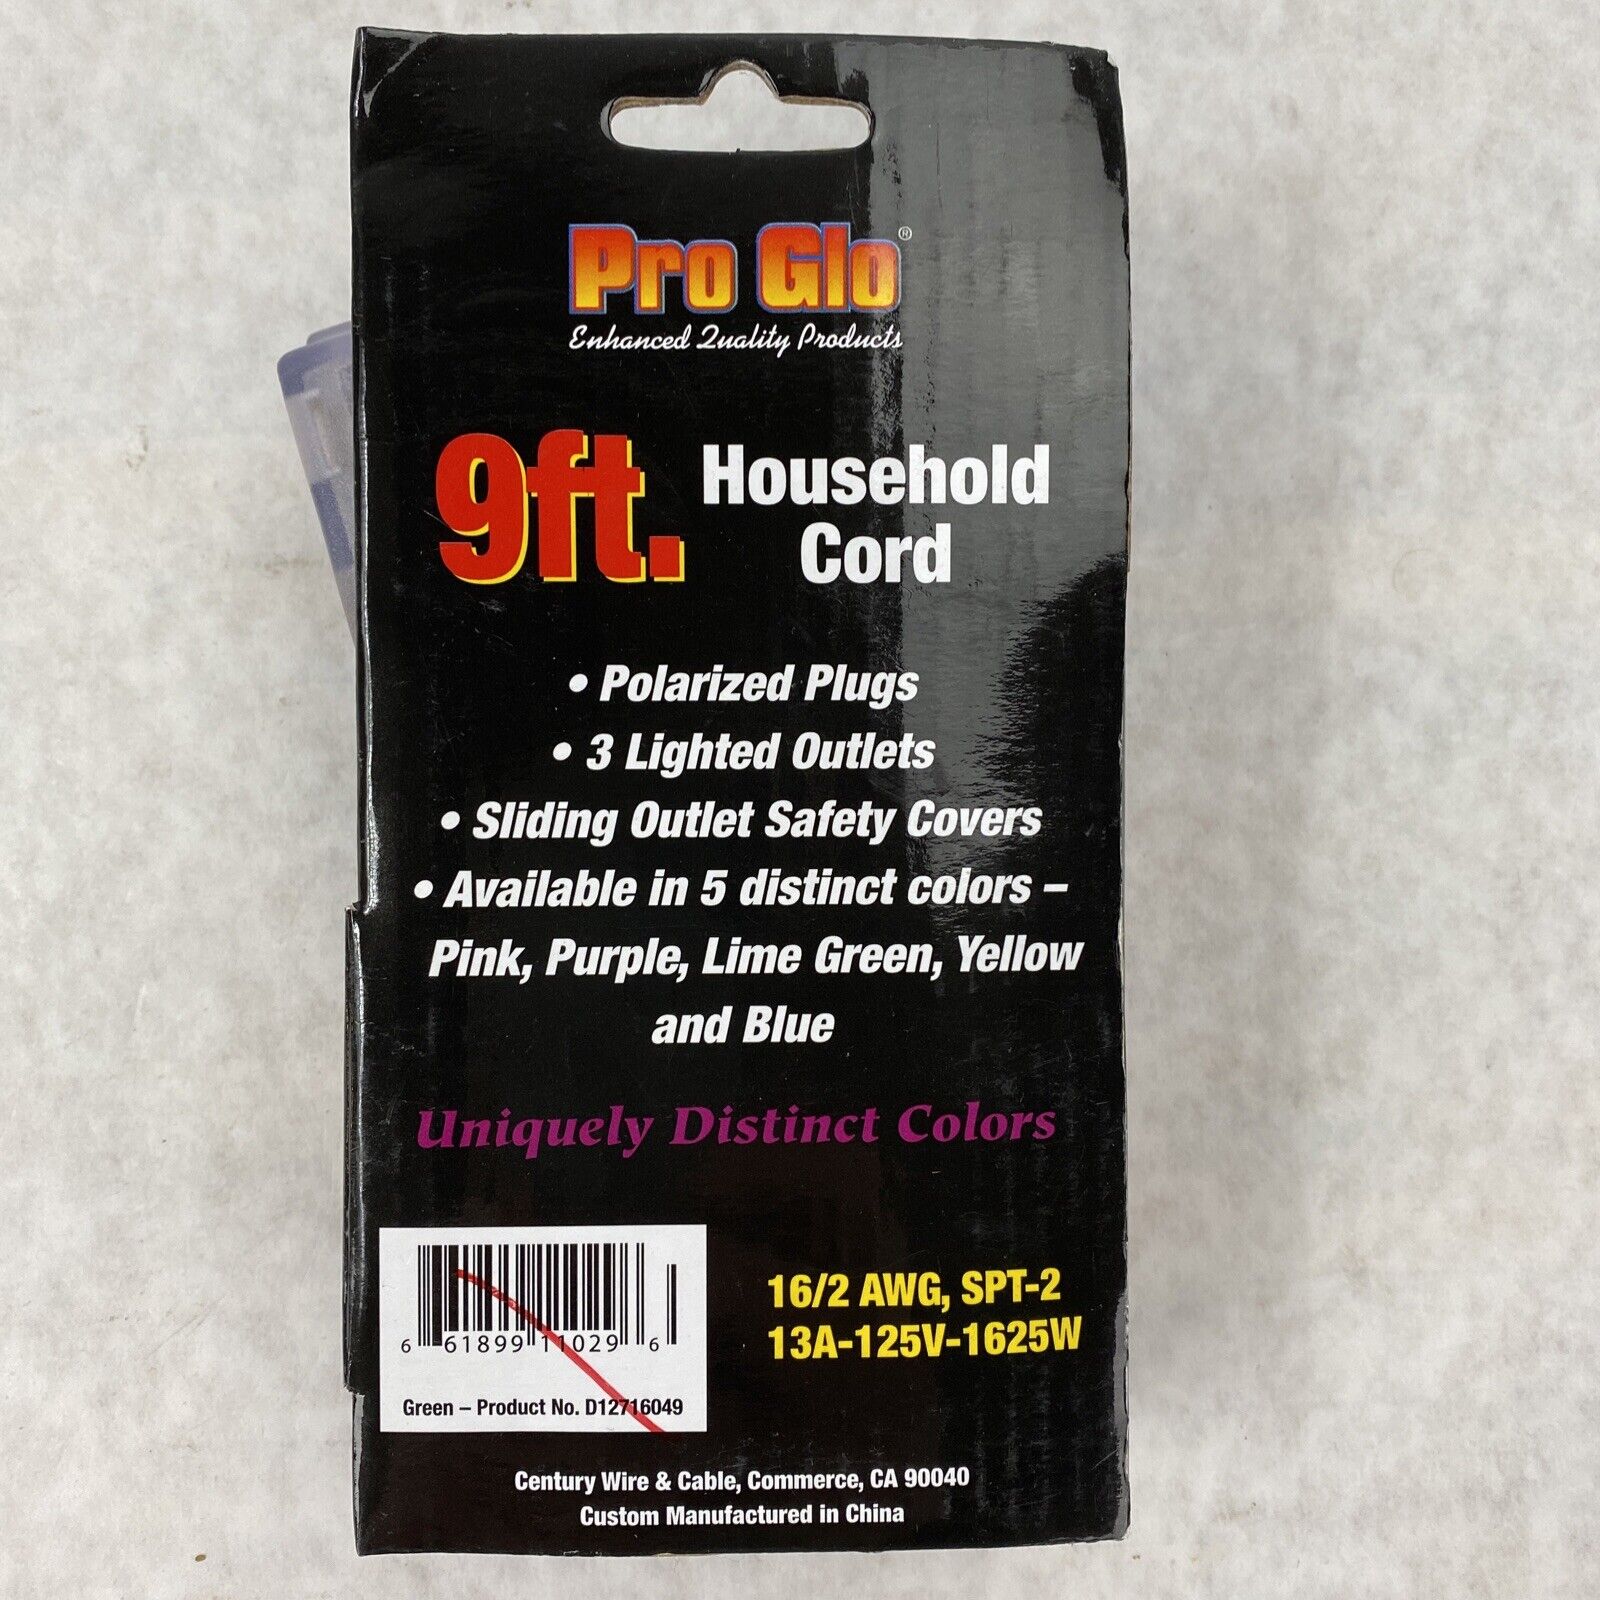 Pro Glo®
Enhanced Quality Products
9ft. Household
Cord
• Polarized Plugs
• 3 Lighted Outlets
• Sliding Outlet Safety Covers
• Available in 5 distinct colors –
Pink, Purple, Lime Green, Yellow
and Blue
Uniquely Distinct Colors
16/2 AWG, SPT-2
13A-125V-1625W
6 61899 11029 6
Green – Product No. D12716049
Century Wire & Cable, Commerce, CA 90040
Custom Manufactured in China